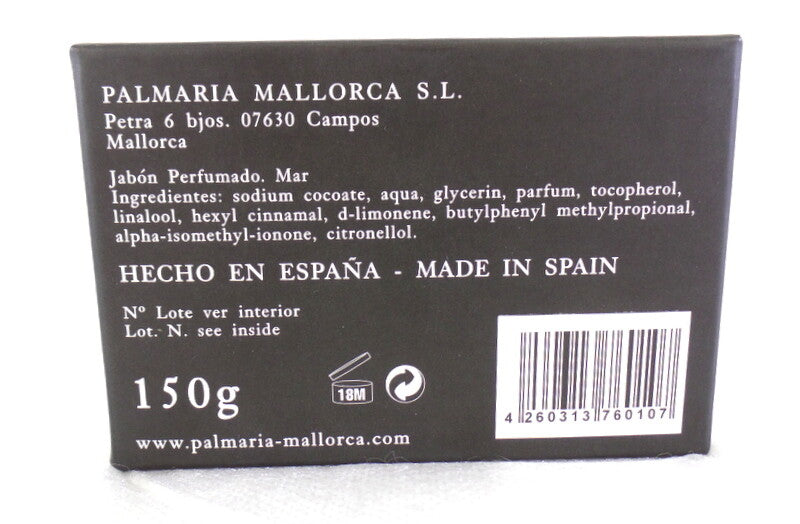 PALMARIA MALLORCA S.L.
Petra 6 bjos. 07630 Campos
Mallorca
Jabón Perfumado. Mar
Ingredientes: sodium cocoate, aqua, glycerin, parfum, tocopherol,
linalool, hexyl cinnamal, d-limonene, butylphenyl methylpropional,
alpha-isomethyl-ionone, citronellol.
HECHO EN ESPAÑA - MADE IN SPAIN
Nº Lote ver interior
Lot. N. see inside
150g
18M
4 260313 760107
www.palmaria-mallorca.com